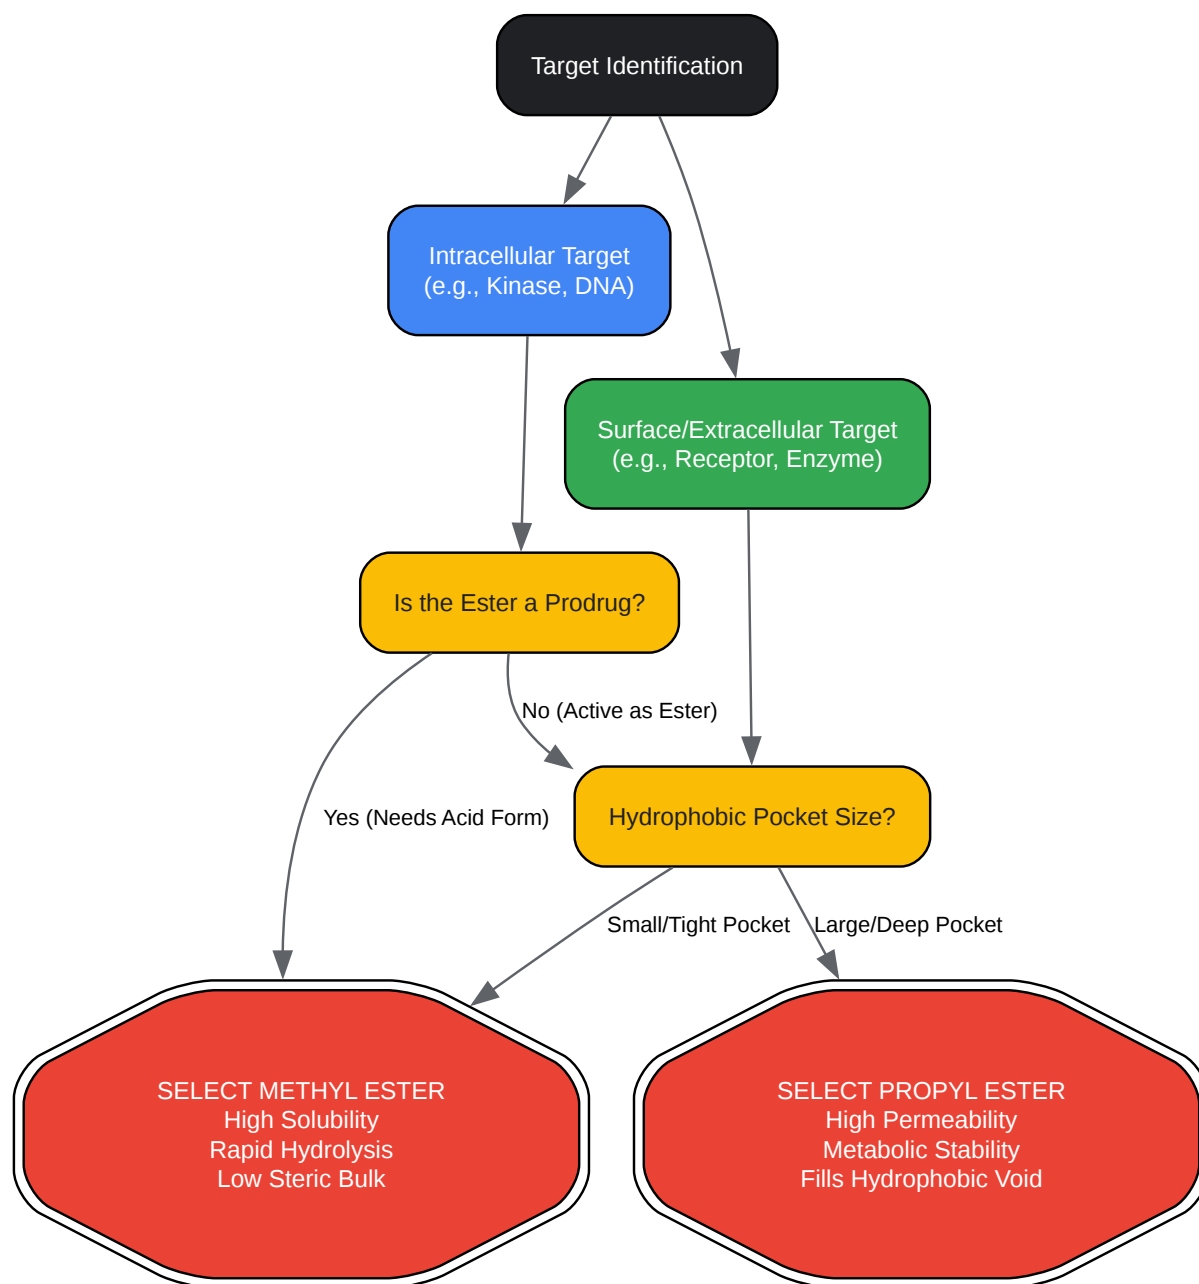 Target Identification
Intracellular Target
(e.g., Kinase, DNA)
Surface/Extracellular Target
(e.g., Receptor, Enzyme)
Is the Ester a Prodrug?
No (Active as Ester)
Yes (Needs Acid Form)
Hydrophobic Pocket Size?
Small/Tight Pocket
Large/Deep Pocket
SELECT METHYL ESTER
High Solubility
Rapid Hydrolysis
Low Steric Bulk
SELECT PROPYL ESTER
High Permeability
Metabolic Stability
Fills Hydrophobic Void